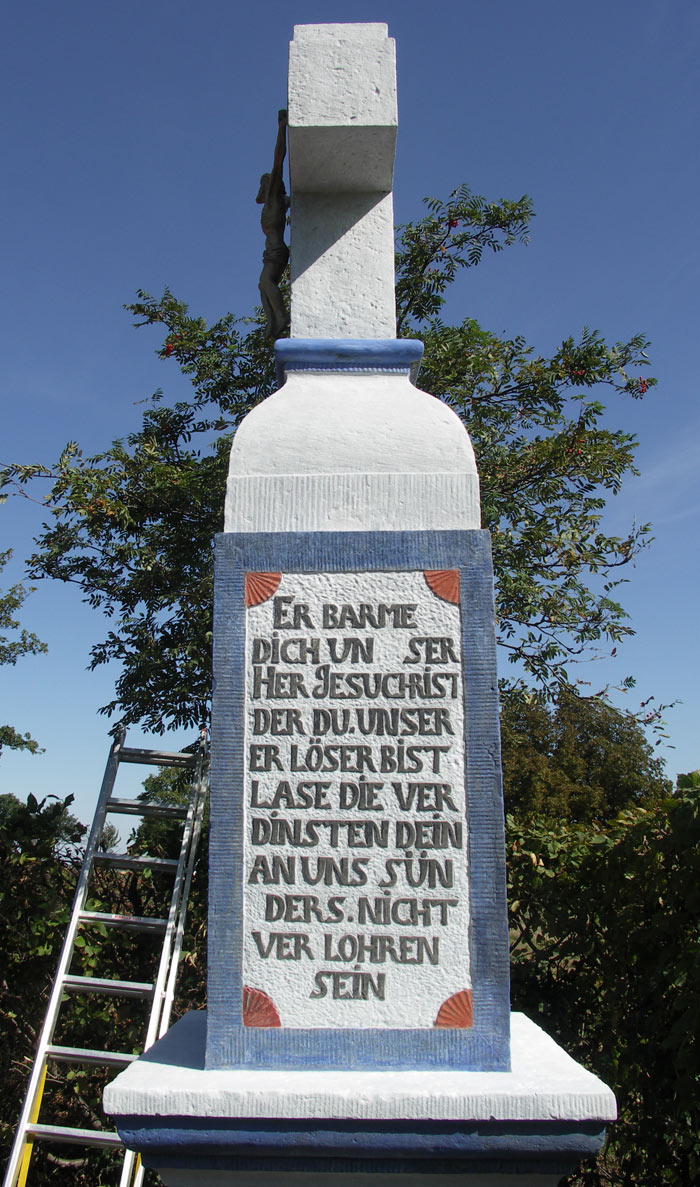 ER BARME
DICH UN SER
HER JESUCHRIST
DER DU. UNSER
ER LÖSER BIST
LASE DIE VER
DINSTEN DEIN
AN UNS SÜN
DER S. NICHT
VER LOHREN
SEIN